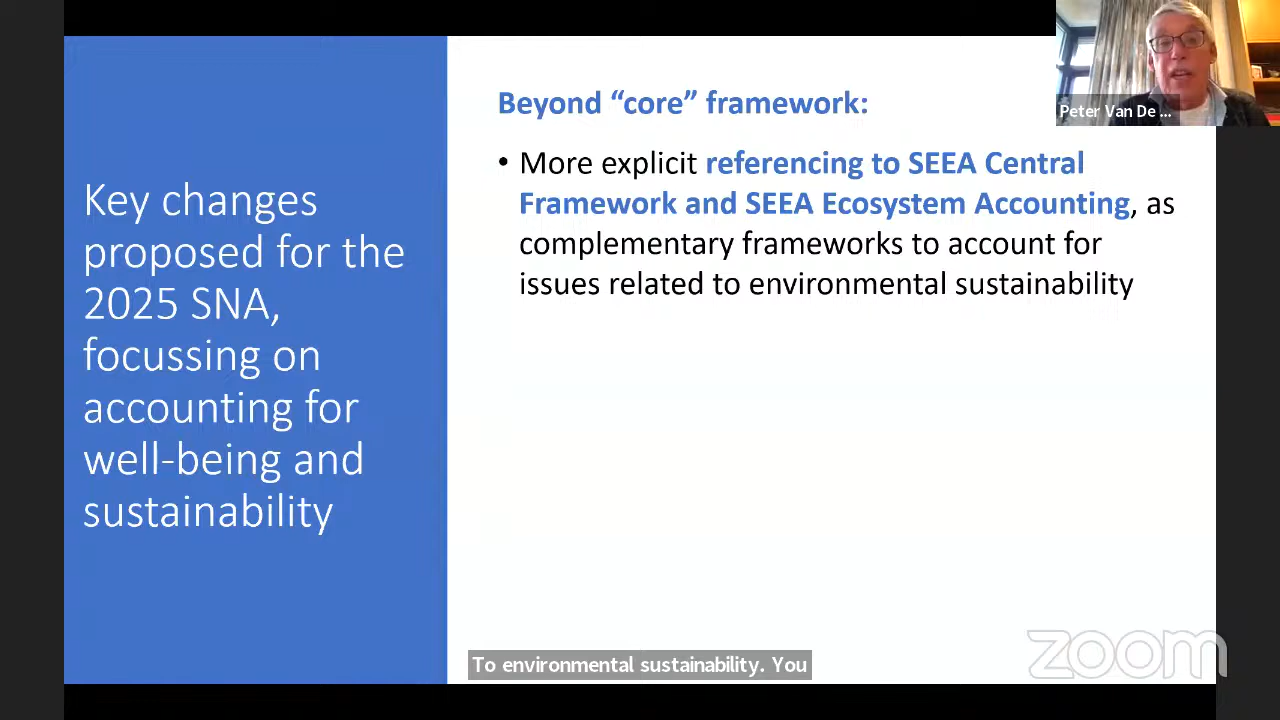 Key changes
proposed for the
2025 SNA,
focussing on
accounting for
well-being and
sustainability
Beyond “core” framework:
• More explicit referencing to SEEA Central
Framework and SEEA Ecosystem Accounting, as
complementary frameworks to account for
issues related to environmental sustainability
Peter Van De ...
To environmental sustainability. You
zoom